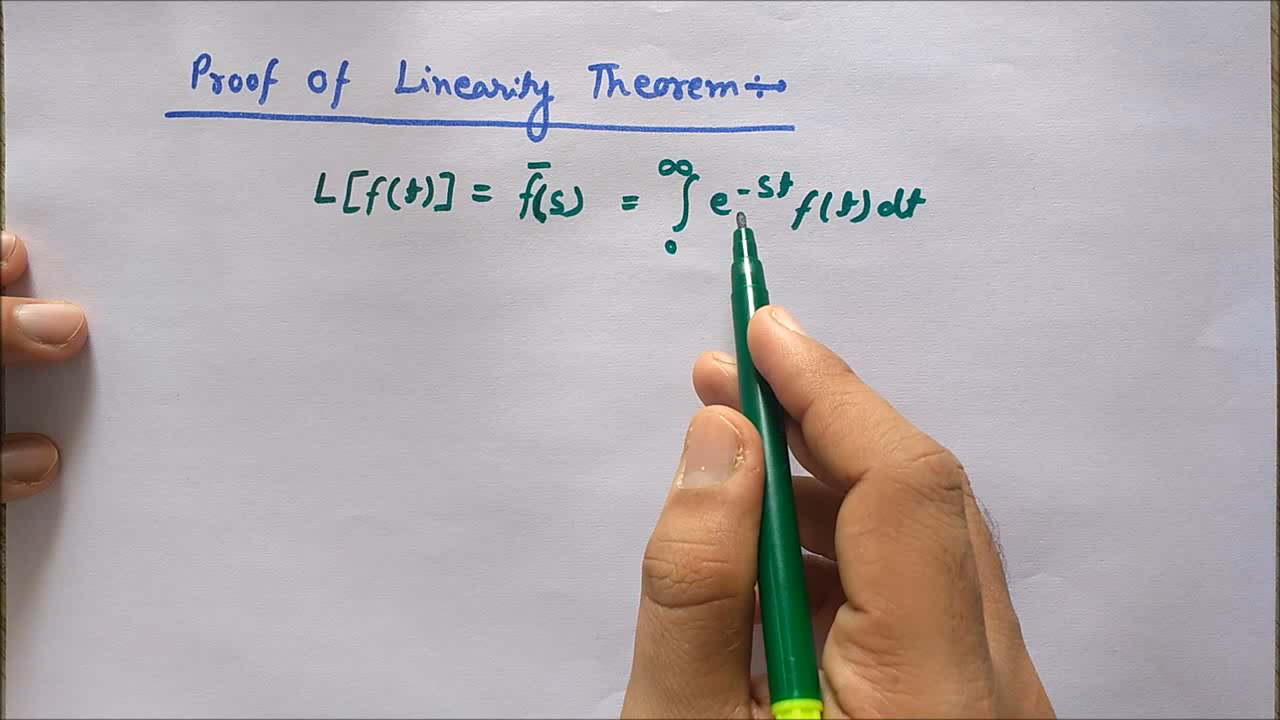 Proof of Linearity Theorem÷→
L[f(t)] = f̄(s) = ∫₀^∞ e^-st f(t) dt